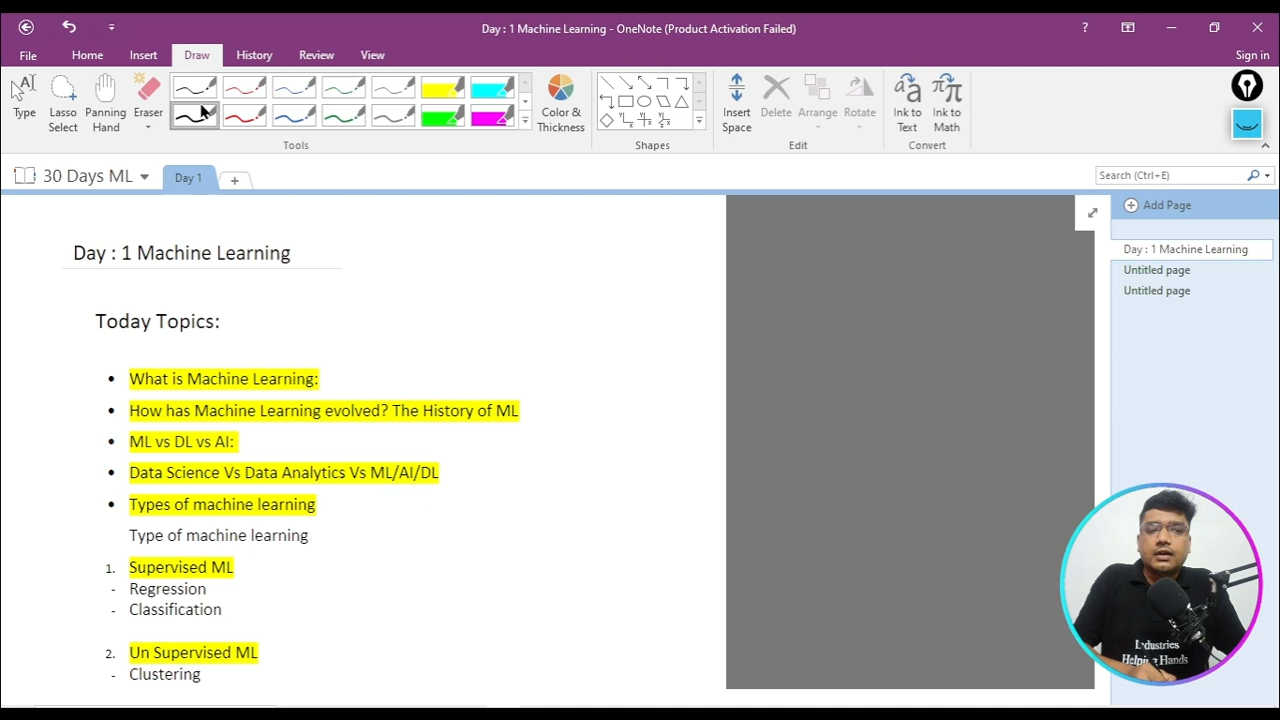 Day : 1 Machine Learning - OneNote (Product Activation Failed)
?
File Home Insert Draw History Review View Sign in
Type
Lasso Select
Panning Hand
Eraser
Color & Thickness
Insert Space
Delete
Arrange
Rotate
Ink to Text
Ink to Math
Tools Shapes Edit Convert
30 Days ML
Day 1
Search (Ctrl+E)
Add Page
Day : 1 Machine Learning
Untitled page
Untitled page
Day : 1 Machine Learning
Today Topics:
• What is Machine Learning:
• How has Machine Learning evolved? The History of ML
• ML vs DL vs AI:
• Data Science Vs Data Analytics Vs ML/AI/DL
• Types of machine learning
Type of machine learning
1. Supervised ML
- Regression
- Classification
2. Un Supervised ML
- Clustering
Industries
Helping Hands